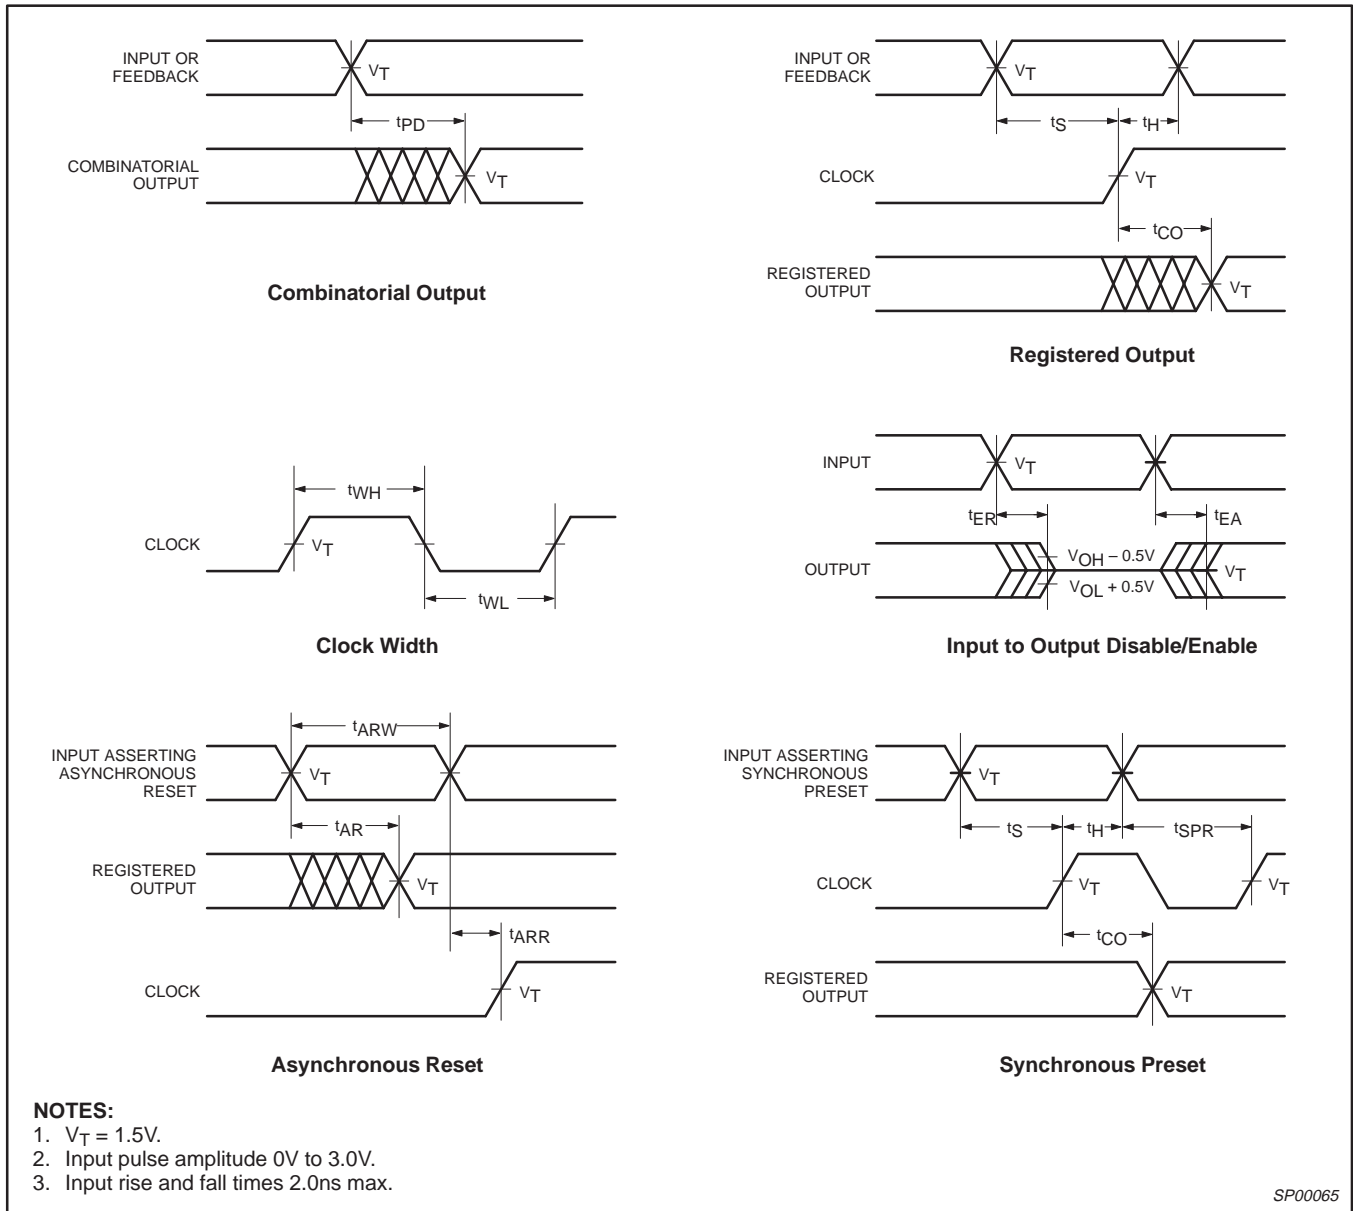 INPUT OR
FEEDBACK
VT
tPD
COMBINATORIAL
OUTPUT
VT
Combinatorial Output
INPUT OR
FEEDBACK
VT
tS
tH
CLOCK
VT
tCO
REGISTERED
OUTPUT
VT
Registered Output
tWH
CLOCK
VT
tWL
Clock Width
INPUT
VT
tER
tEA
OUTPUT
VOH – 0.5V
VOL + 0.5V
VT
Input to Output Disable/Enable
tARW
INPUT ASSERTING
ASYNCHRONOUS
RESET
VT
tAR
REGISTERED
OUTPUT
VT
tARR
CLOCK
VT
Asynchronous Reset
INPUT ASSERTING
SYNCHRONOUS
PRESET
VT
tS
tH
tSPR
CLOCK
VT
VT
tCO
REGISTERED
OUTPUT
VT
Synchronous Preset
NOTES:
1. VT = 1.5V.
2. Input pulse amplitude 0V to 3.0V.
3. Input rise and fall times 2.0ns max.
SP00065